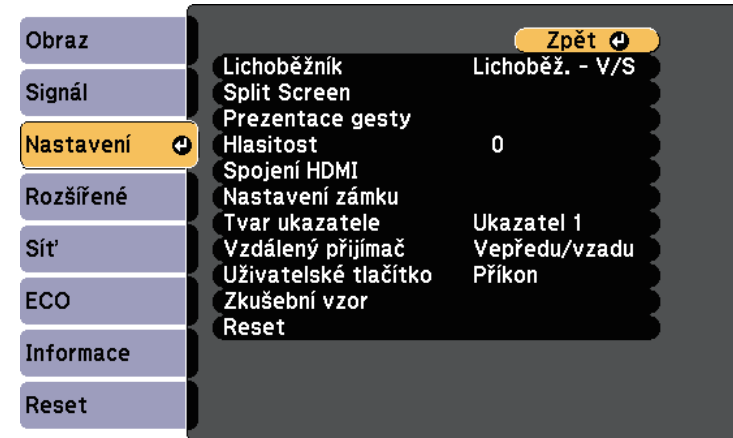 Obraz
Signál
Nastavení
Rozšířené
Síť
ECO
Informace
Reset
Zpět
Lichoběžník Lichoběž. - V/S
Split Screen
Prezentace gesty
Hlasitost 0
Spojení HDMI
Nastavení zámku
Tvar ukazatele Ukazatel 1
Vzdálený přijímač Vepředu/vzadu
Uživatelské tlačítko Příkon
Zkušební vzor
Reset